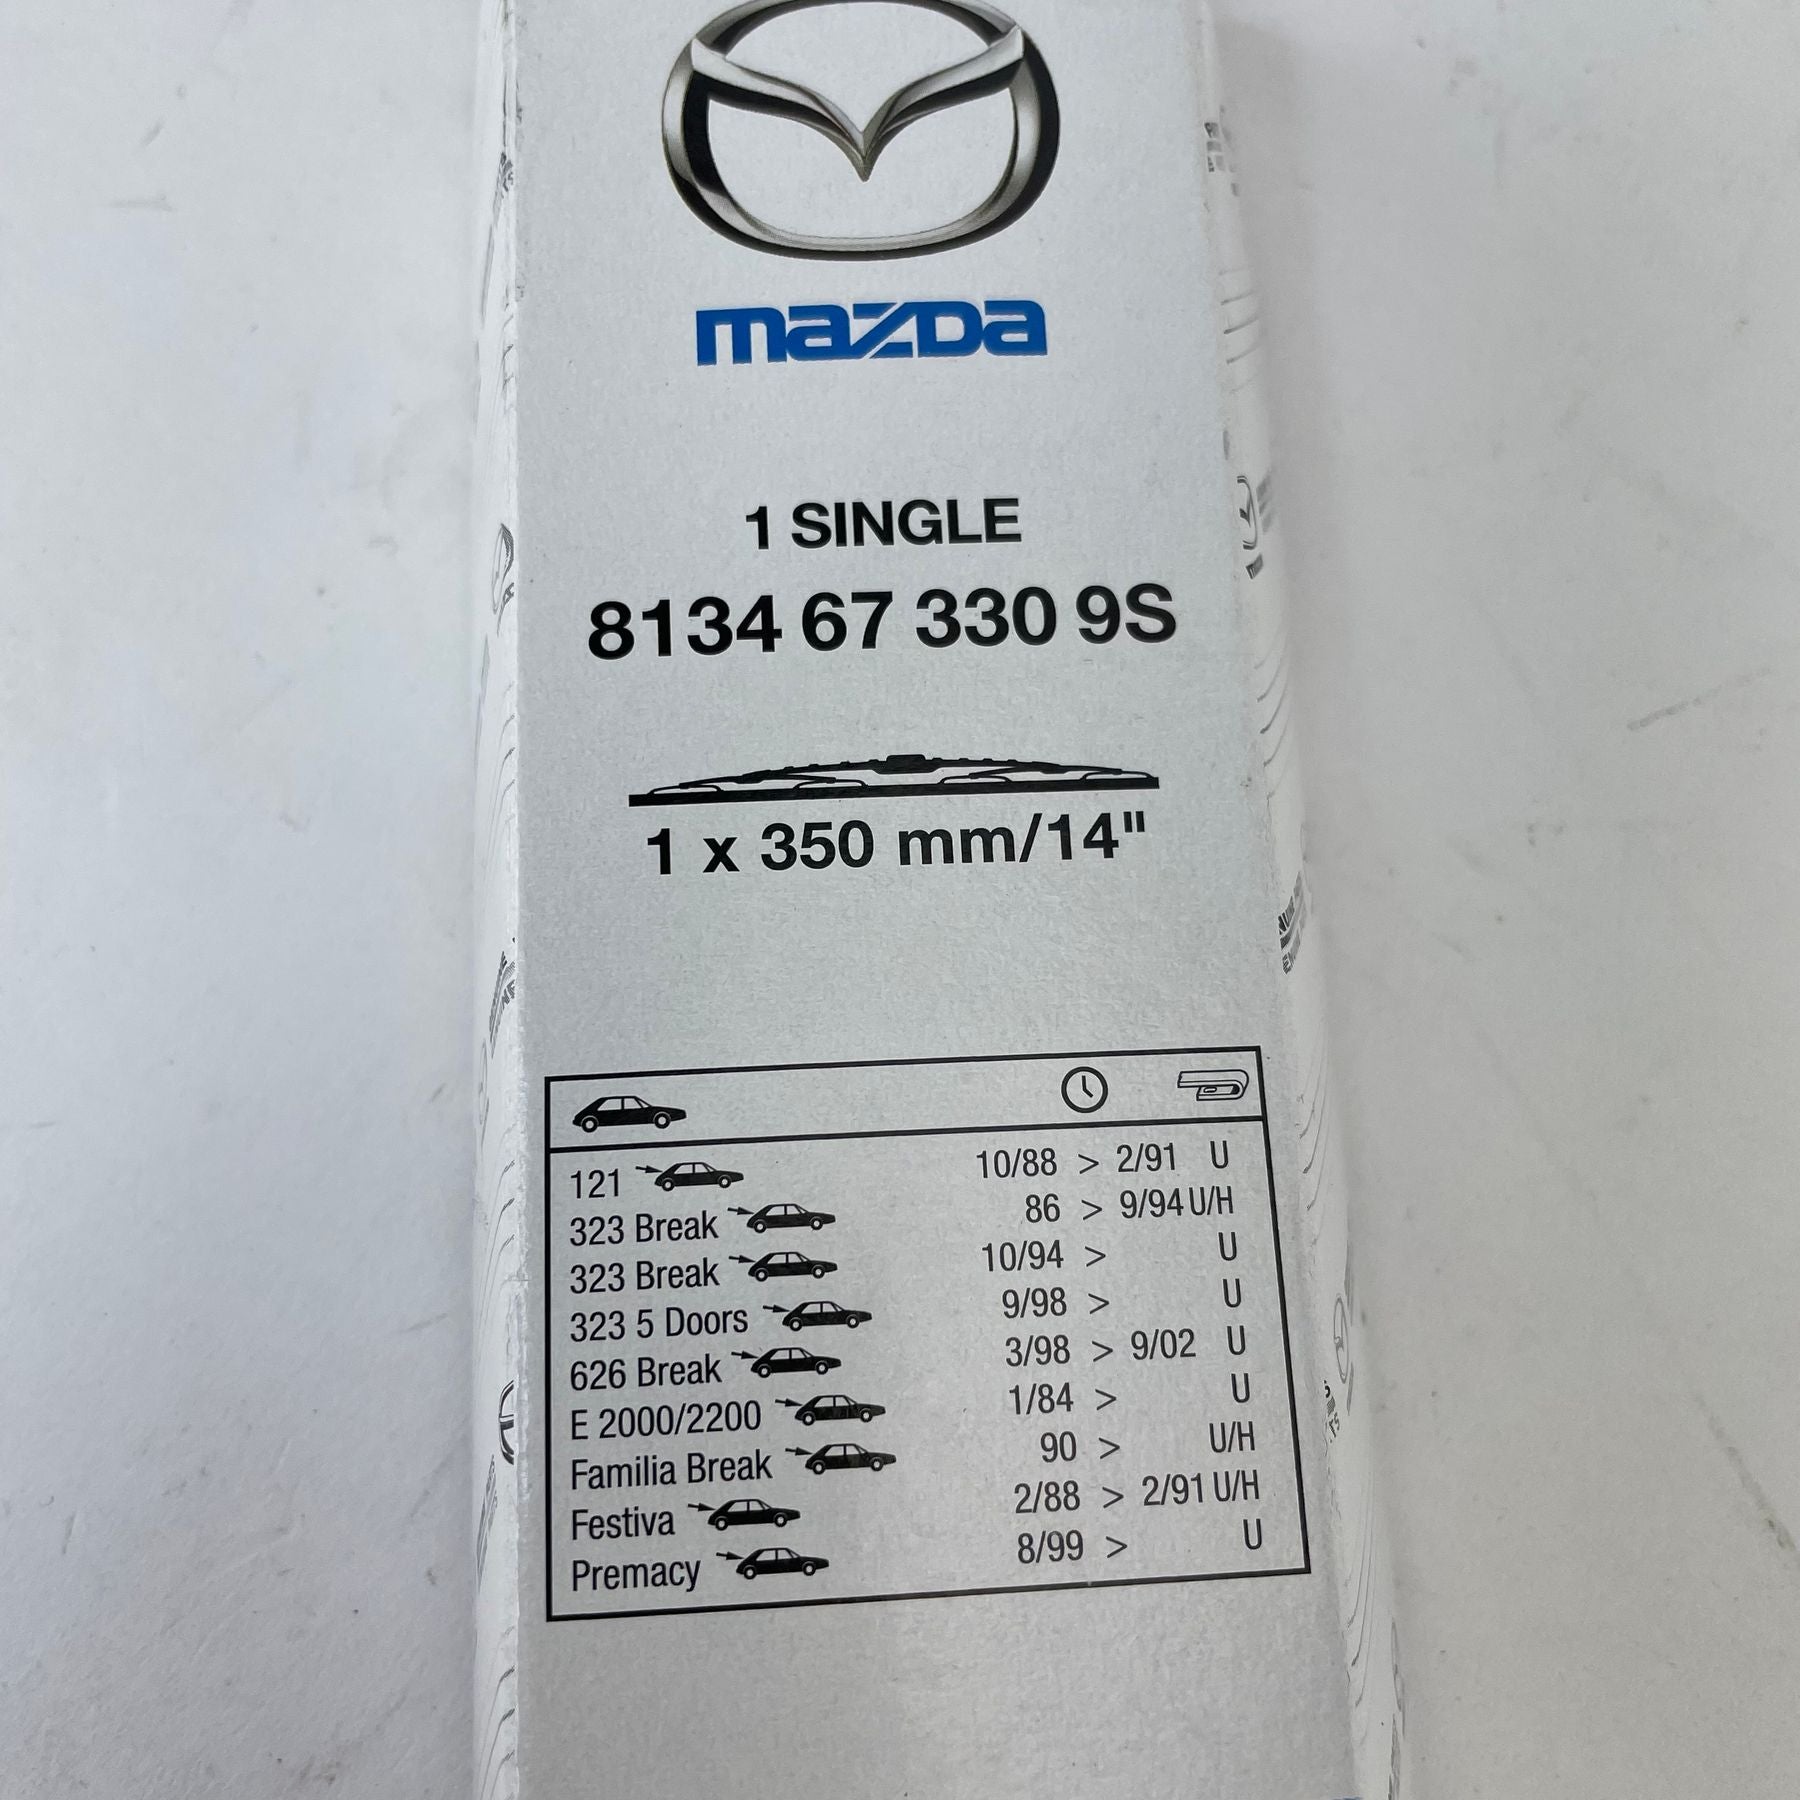 mazDa
1 SINGLE
8134 67 330 9S
1 x 350 mm/14"
121 10/88 > 2/91 U
323 Break 86 > 9/94 U/H
323 Break 10/94 > U
323 5 Doors 9/98 > U
626 Break 3/98 > 9/02 U
E 2000/2200 1/84 > U
Familia Break 90 > U/H
Festiva 2/88 > 2/91 U/H
Premacy 8/99 > U